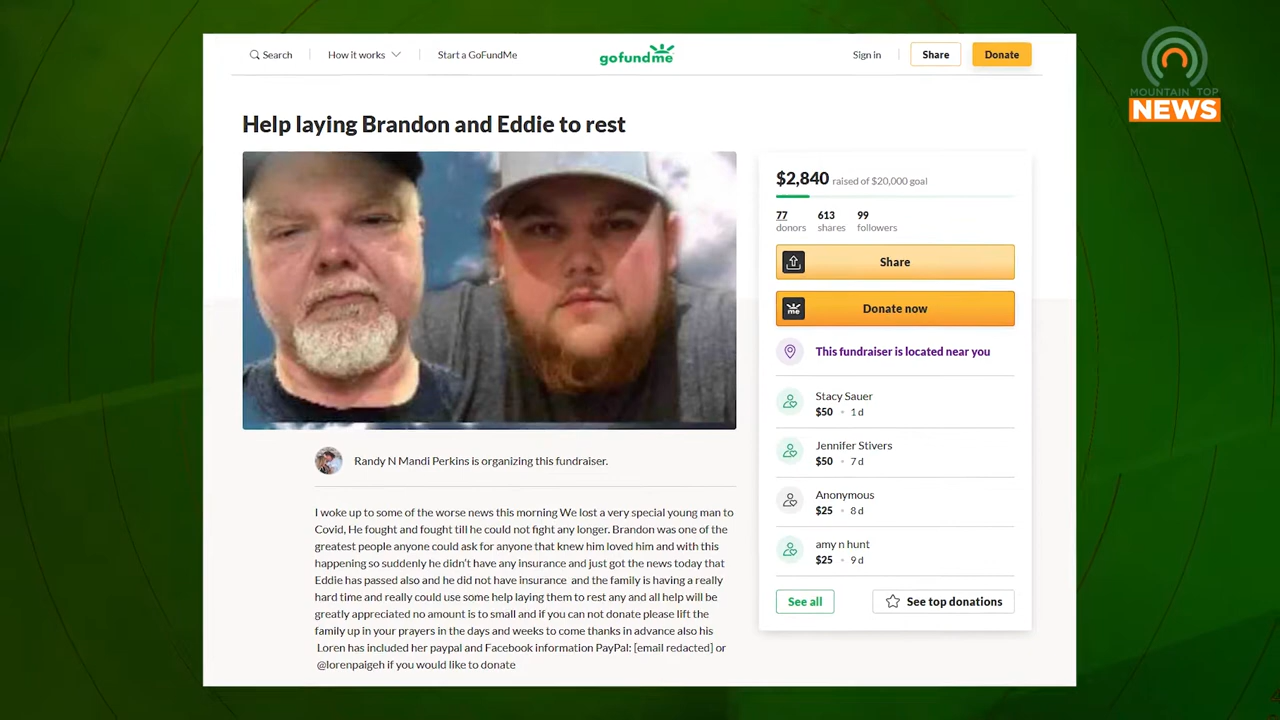 Search
How it works
Start a GoFundMe
gofundme
Sign in
Share
Donate
MOUNTAIN TOP
NEWS
Help laying Brandon and Eddie to rest
$2,840 raised of $20,000 goal
77 613 99
donors shares followers
Share
me
Donate now
This fundraiser is located near you
Stacy Sauer
$50 • 1 d
Jennifer Stivers
$50 • 7 d
Anonymous
$25 • 8 d
amy n hunt
$25 • 9 d
See all
See top donations
Randy N Mandi Perkins is organizing this fundraiser.
I woke up to some of the worse news this morning We lost a very special young man to
Covid, He fought and fought till he could not fight any longer. Brandon was one of the
greatest people anyone could ask for anyone that knew him loved him and with this
happening so suddenly he didn't have any insurance and just got the news today that
Eddie has passed also and he did not have insurance and the family is having a really
hard time and really could use some help laying them to rest any and all help will be
greatly appreciated no amount is to small and if you can not donate please lift the
family up in your prayers in the days and weeks to come thanks in advance also his
Loren has included her paypal and Facebook information PayPal: [email redacted] or
@lorenpaigeh if you would like to donate